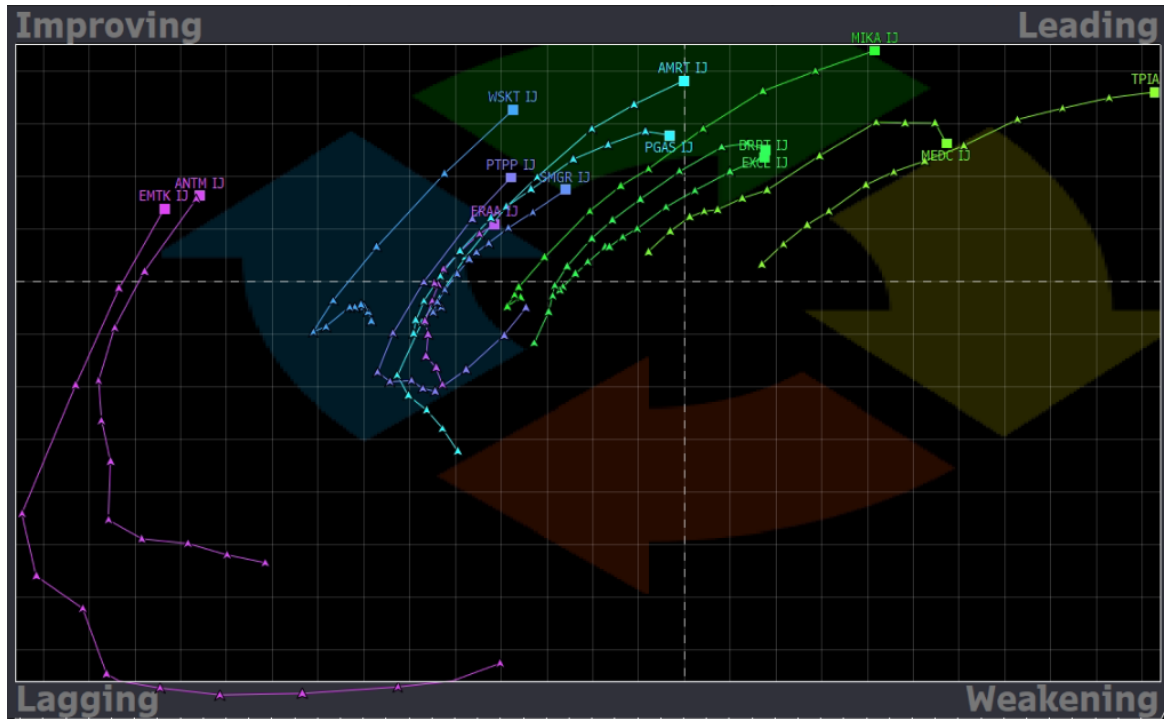 Improving
Leading
MIKA IJ
AMRT IJ
TPIA
WSKT IJ
PGAS IJ
BBRI IJ
EXCL IJ
MEDC IJ
PTPP IJ
SMGR IJ
ANTM IJ
EMTK IJ
ERAA IJ
Lagging
Weakening